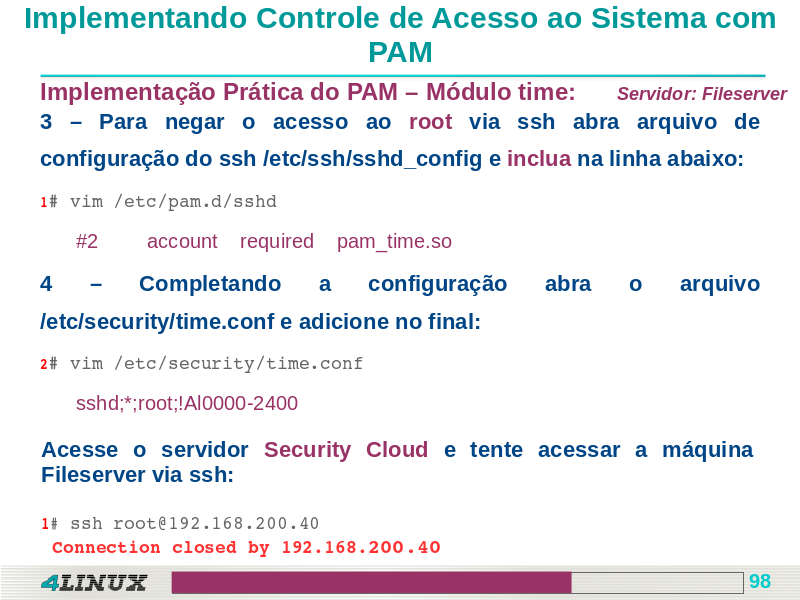 Implementando Controle de Acesso ao Sistema com
PAM
Implementação Prática do PAM – Módulo time: Servidor: Fileserver
3 – Para negar o acesso ao root via ssh abra arquivo de
configuração do ssh /etc/ssh/sshd_config e inclua na linha abaixo:
1# vim /etc/pam.d/sshd
#2 account required pam_time.so
4 – Completando a configuração abra o arquivo
/etc/security/time.conf e adicione no final:
2# vim /etc/security/time.conf
sshd;*;root;!Al0000-2400
Acesse o servidor Security Cloud e tente acessar a máquina
Fileserver via ssh:
1# ssh root@192.168.200.40
Connection closed by 192.168.200.40
4LINUX 98